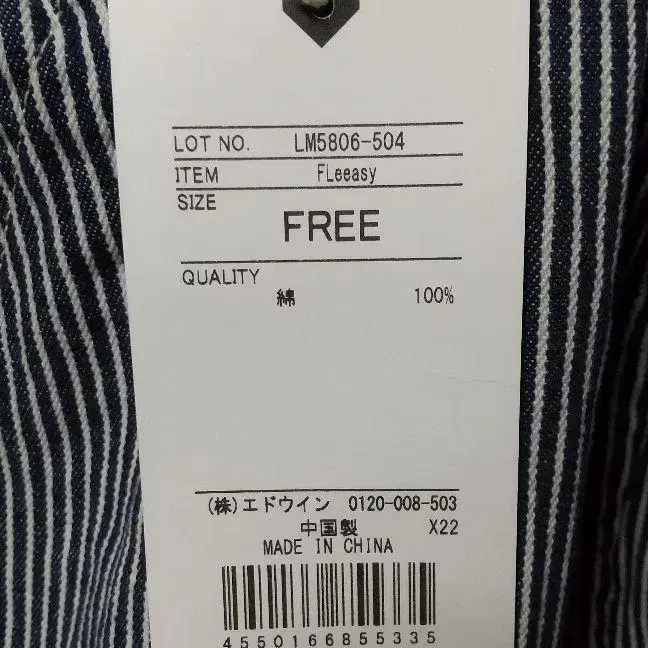 LOT NO. LM5806-504
ITEM FLeeasy
SIZE
FREE
QUALITY
綿 100%
(株)エドウイン 0120-008-503
中国製 X22
MADE IN CHINA
4550166855335